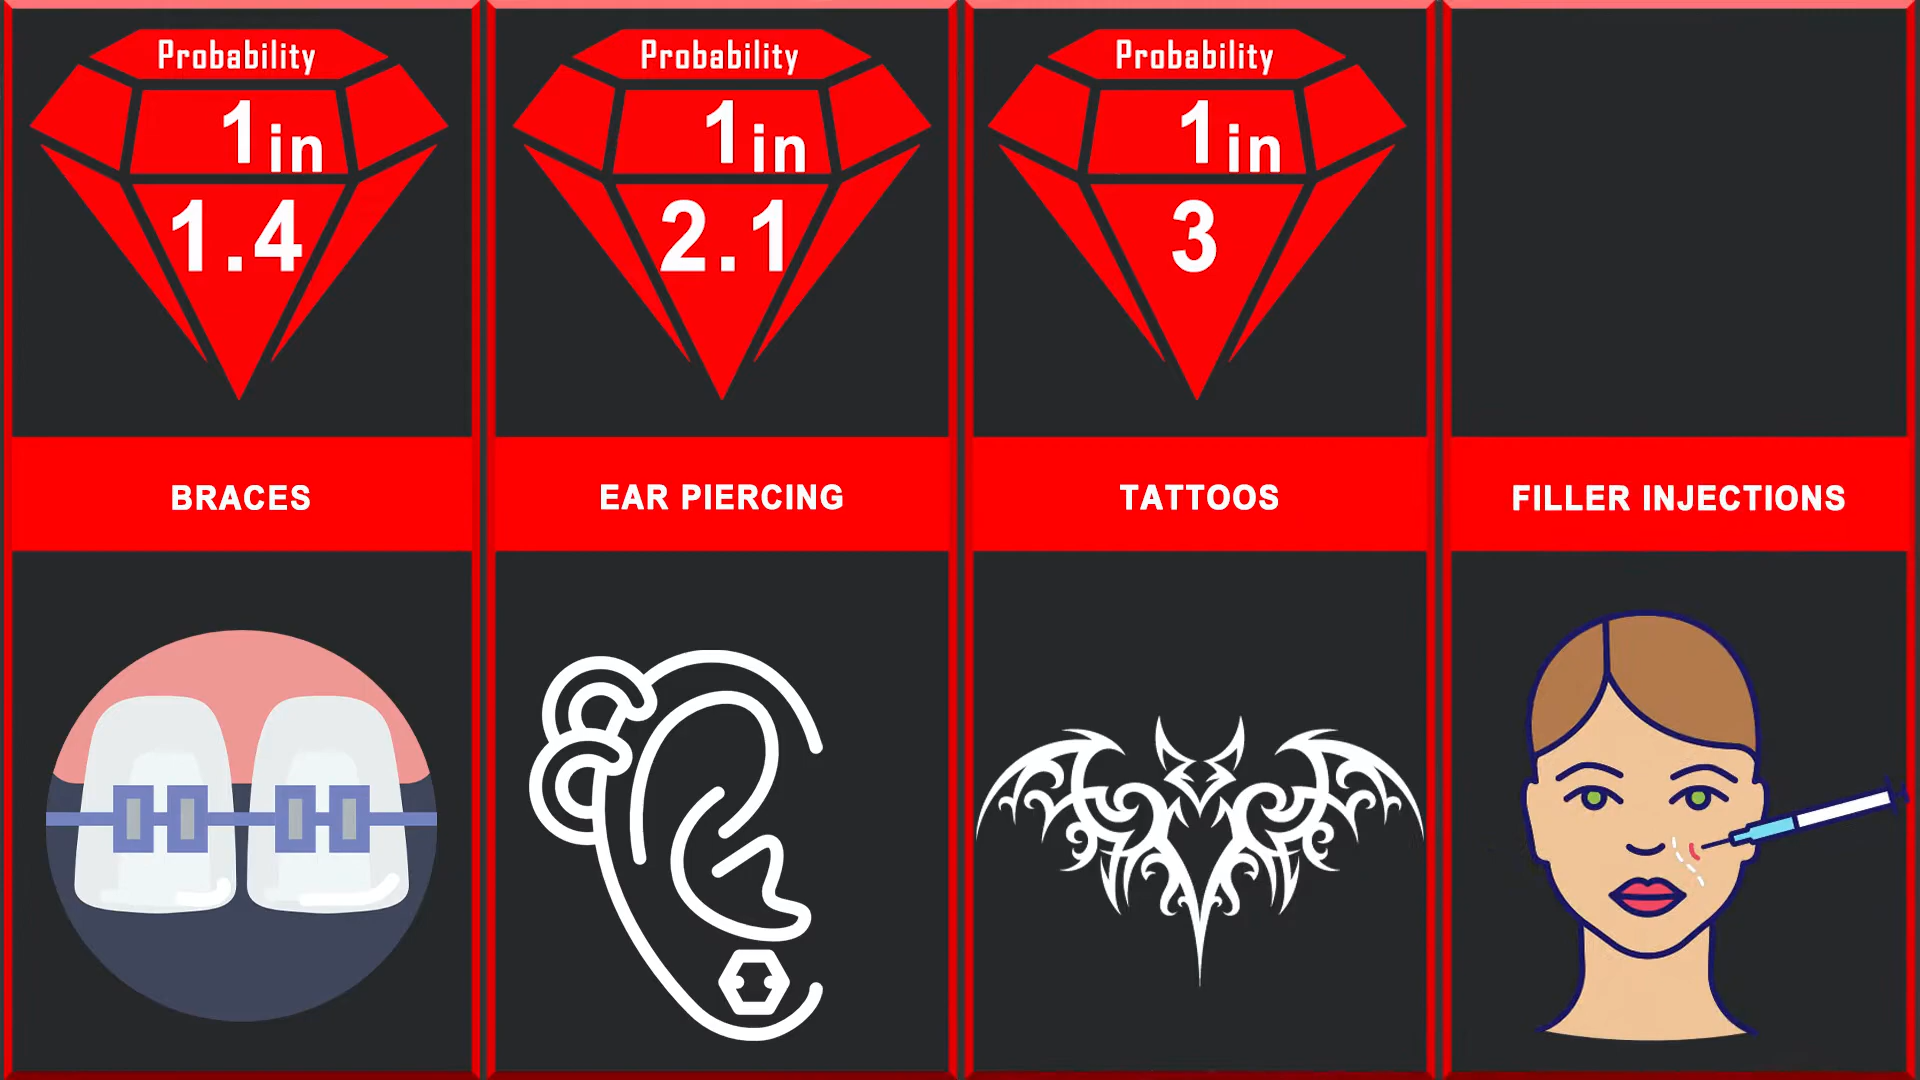 Probability
1 in
1.4
BRACES
Probability
1 in
2.1
EAR PIERCING
Probability
1 in
3
TATTOOS
FILLER INJECTIONS